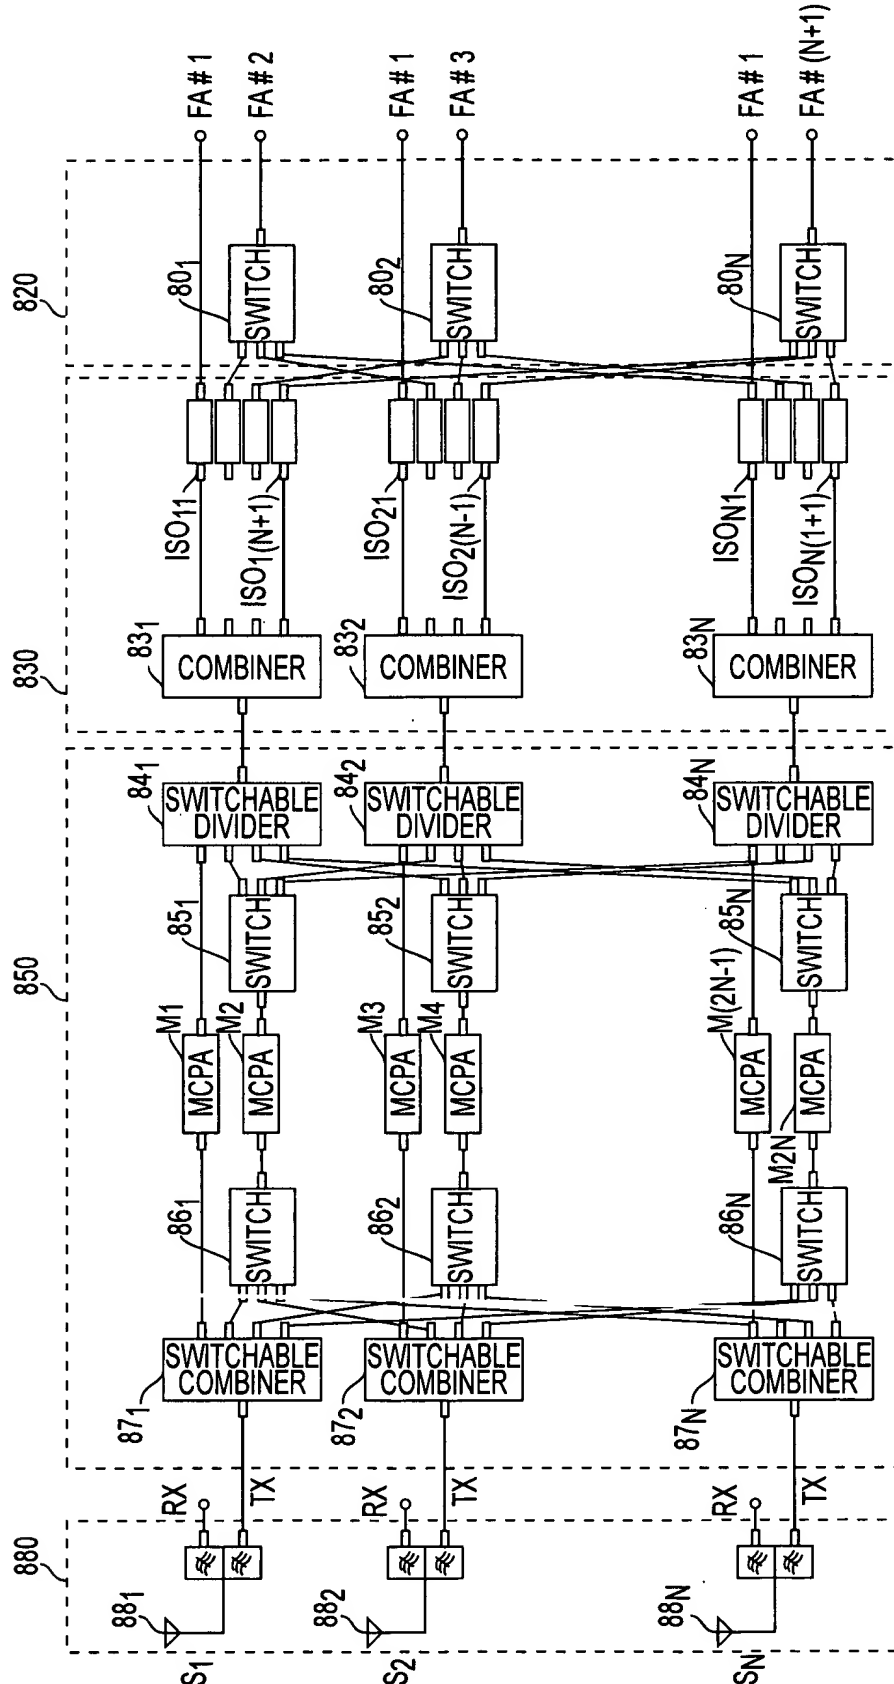 820
830
850
880
FA#1
FA#2
FA#1
FA#3
FA#1
FA#(N+1)
80₁
SWITCH
80₂
SWITCH
80N
SWITCH
ISO₁₁
ISO₁(N+1)
ISO₂₁
ISO₂(N-1)
ISON1
ISON(1+1)
83₁
COMBINER
83₂
COMBINER
83N
COMBINER
84₁
SWITCHABLE
DIVIDER
84₂
SWITCHABLE
DIVIDER
84N
SWITCHABLE
DIVIDER
85₁
SWITCH
85₂
SWITCH
85N
SWITCH
M1
MCPA
M2
MCPA
M3
MCPA
M4
MCPA
M(2N-1)
MCPA
M2N
MCPA
86₁
SWITCH
86₂
SWITCH
86N
SWITCH
SWITCHABLE
COMBINER
87₁
SWITCHABLE
COMBINER
87₂
SWITCHABLE
COMBINER
87N
RX
TX
RX
TX
RX
TX
88₁
88₂
88N
S1
S2
SN